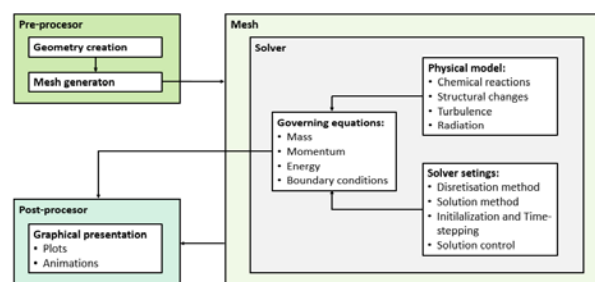 Pre-procesor
Geometry creation
Mesh generaton
Mesh
Solver
Physical model:
• Chemical reactions
• Structural changes
• Turbulence
• Radiation
Governing equations:
• Mass
• Momentum
• Energy
• Boundary conditions
Solver setings:
• Disretisation method
• Solution method
• Initilalization and Time-
stepping
• Solution control
Post-procesor
Graphical presentation
• Plots
• Animations